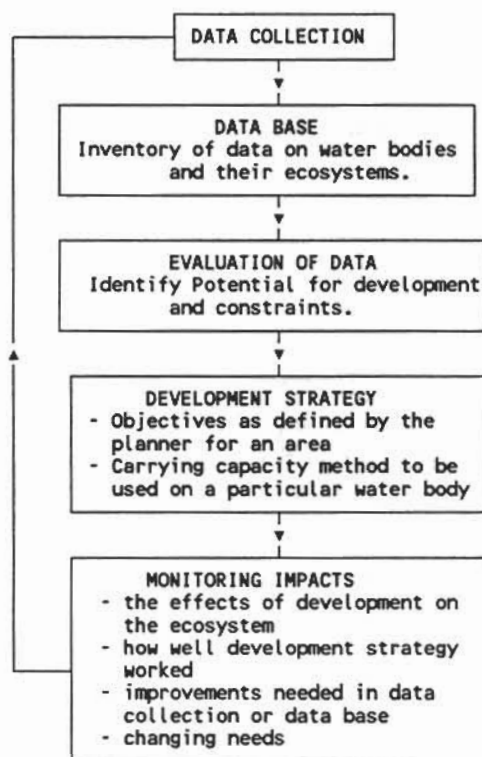 DATA COLLECTION
DATA BASE
Inventory of data on water bodies
and their ecosystems.
EVALUATION OF DATA
Identify Potential for development
and constraints.
DEVELOPMENT STRATEGY
- Objectives as defined by the
planner for an area
- Carrying capacity method to be
used on a particular water body
MONITORING IMPACTS
- the effects of development on
the ecosystem
- how well development strategy
worked
- improvements needed in data
collection or data base
- changing needs